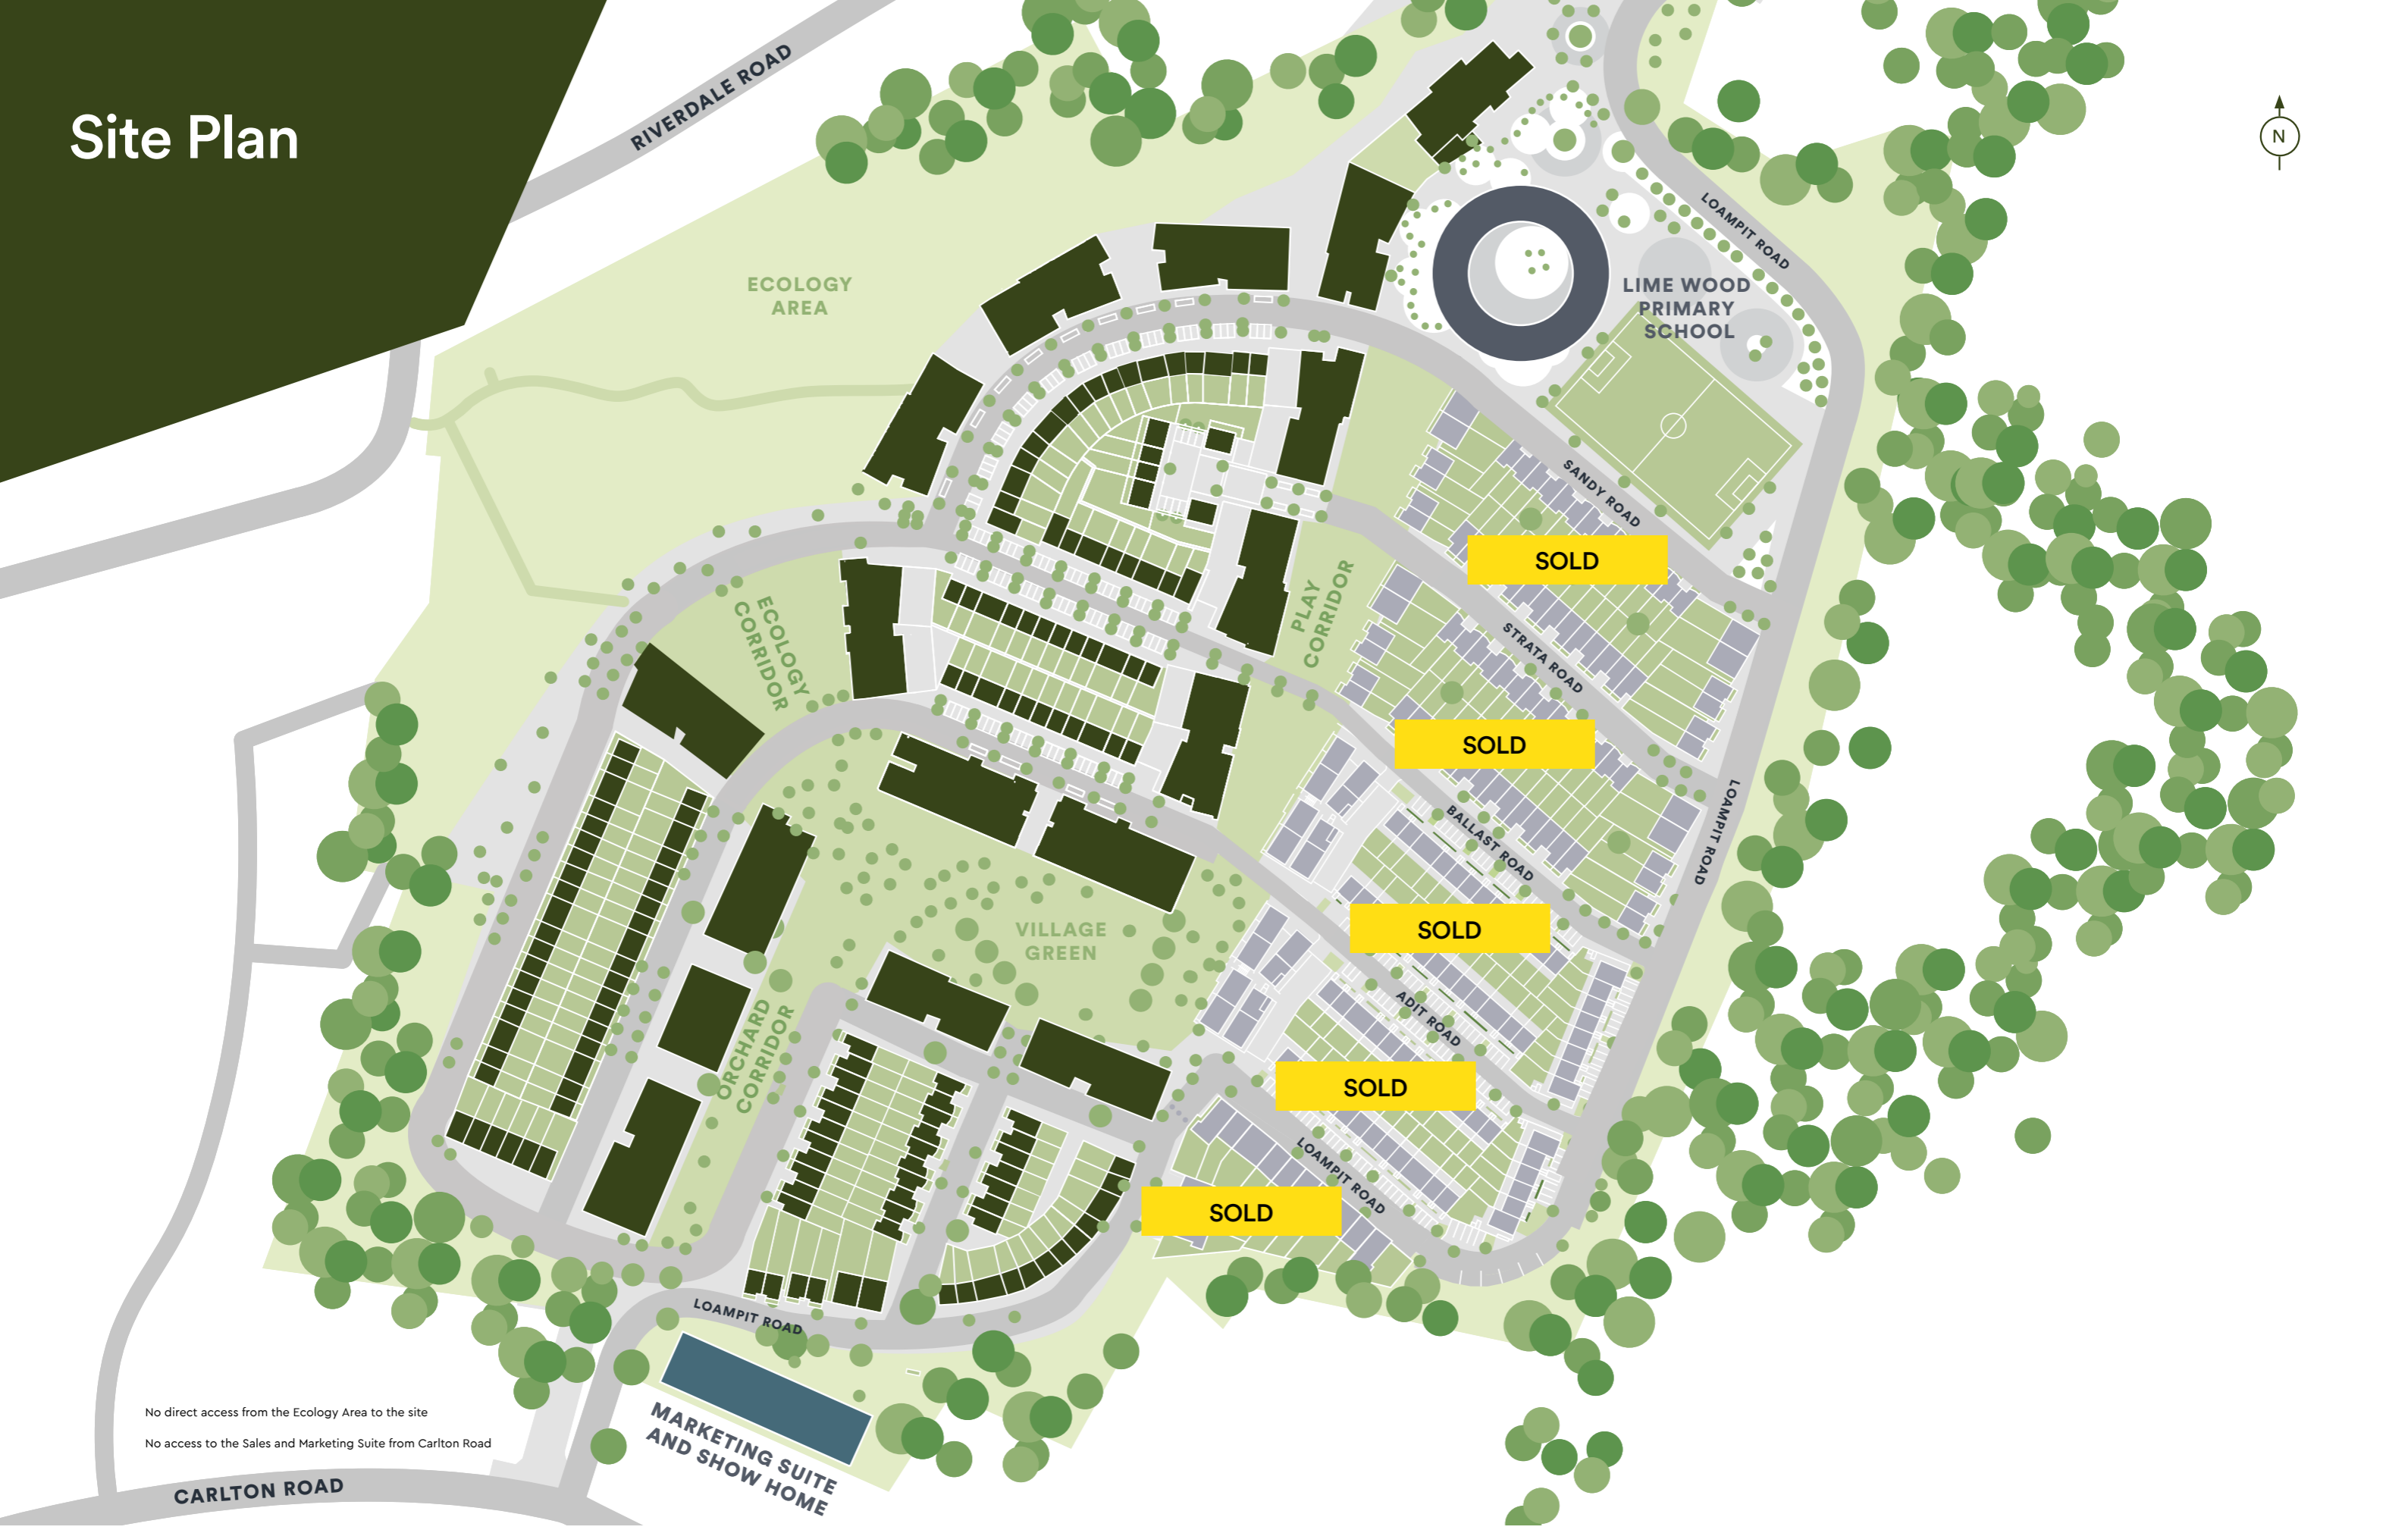 Site Plan
RIVERDALE ROAD
N
LOAMPIT ROAD
ECOLOGY
AREA
LIME WOOD
PRIMARY
SCHOOL
SANDY ROAD
SOLD
PLAY
CORRIDOR
ECOLOGY
CORRIDOR
STRATA ROAD
SOLD
BALLAST ROAD
LOAMPIT ROAD
SOLD
VILLAGE
GREEN
ADIT ROAD
ORCHARD
CORRIDOR
SOLD
LOAMPIT ROAD
SOLD
LOAMPIT ROAD
MARKETING SUITE
AND SHOW HOME
No direct access from the Ecology Area to the site
No access to the Sales and Marketing Suite from Carlton Road
CARLTON ROAD